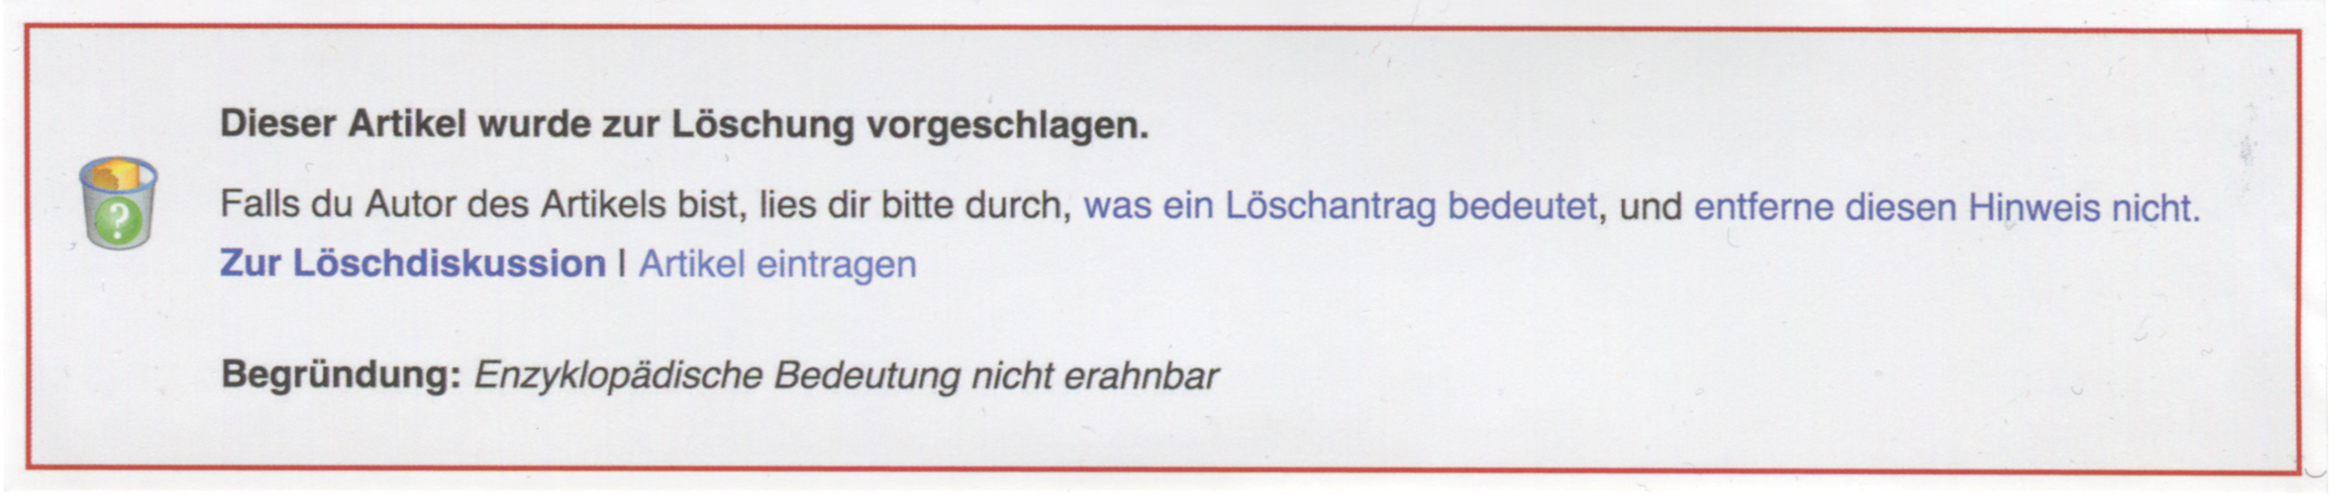 Dieser Artikel wurde zur Löschung vorgeschlagen.
Falls du Autor des Artikels bist, lies dir bitte durch, was ein Löschantrag bedeutet, und entferne diesen Hinweis nicht.
?
Zur Löschdiskussion | Artikel eintragen
Begründung: Enzyklopädische Bedeutung nicht erahnbar